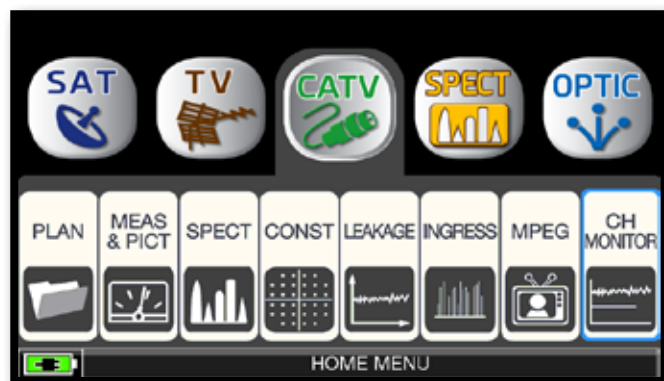 SAT TV CATV SPECT OPTIC
PLAN
MEAS
& PICT
SPECT
CONST
LEAKAGE
INGRESS
MPEG
CH
MONITOR
HOME MENU